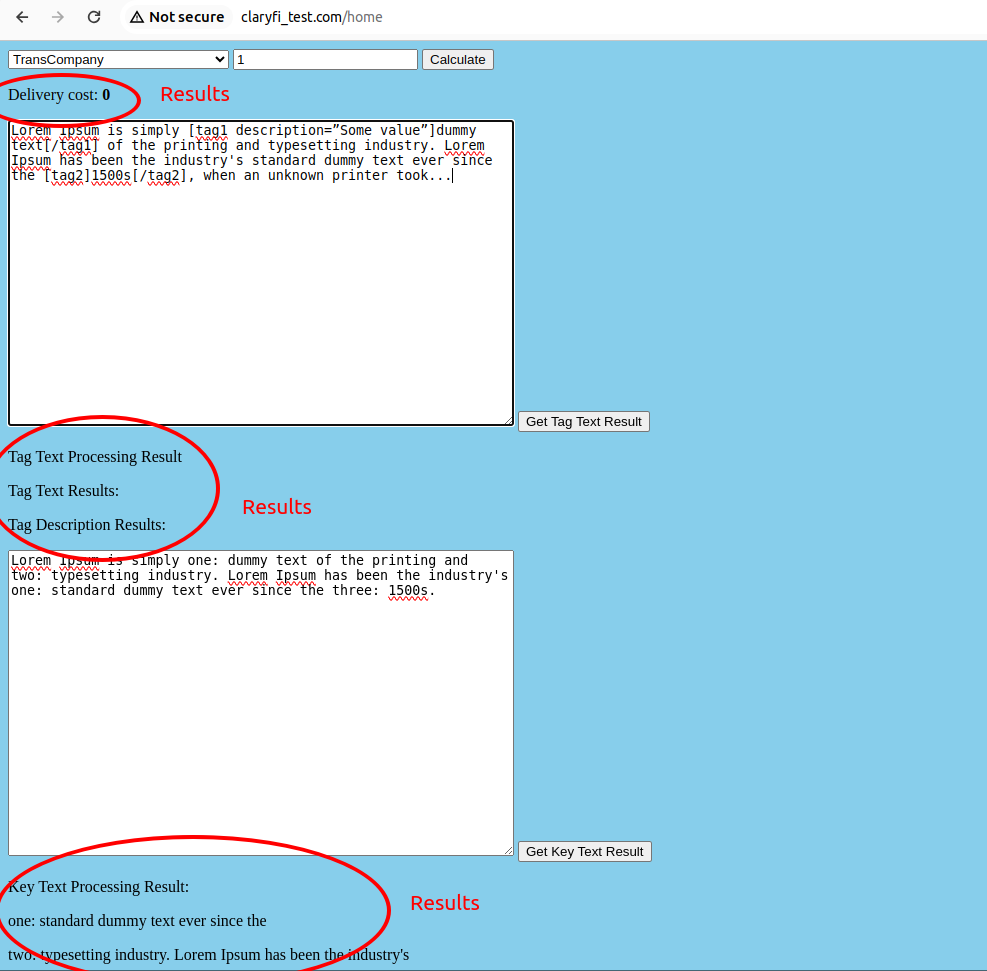 Not secure claryfi_test.com/home
TransCompany 1 Calculate
Delivery cost: 0 Results
Lorem Ipsum is simply [tag1 description=”Some value”]dummy
text[/tag1] of the printing and typesetting industry. Lorem
Ipsum has been the industry's standard dummy text ever since
the [tag2]1500s[/tag2], when an unknown printer took...
Get Tag Text Result
Tag Text Processing Result
Tag Text Results:
Results
Tag Description Results:
Lorem Ipsum is simply one: dummy text of the printing and
two: typesetting industry. Lorem Ipsum has been the industry's
one: standard dummy text ever since the three: 1500s.
Get Key Text Result
Key Text Processing Result:
Results
one: standard dummy text ever since the
two: typesetting industry. Lorem Ipsum has been the industry's